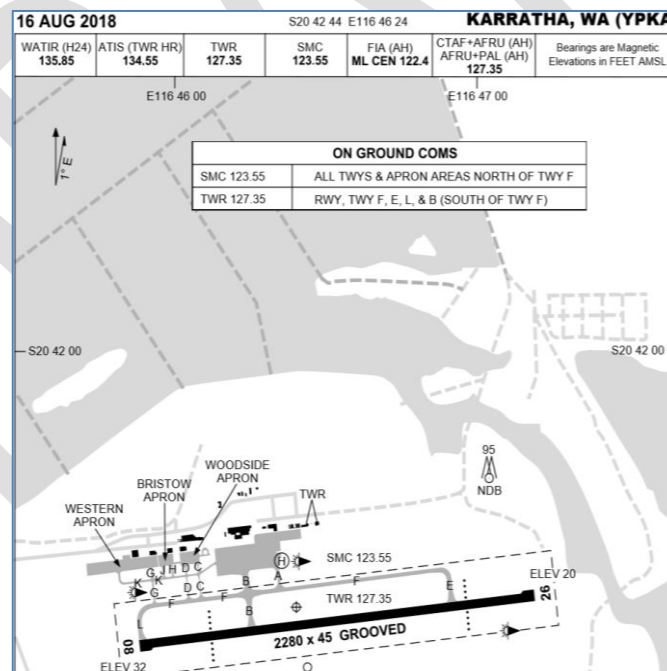 16 AUG 2018 S20 42 44 E116 46 24 KARRATHA, WA (YPKA
WATIR (H24) ATIS (TWR HR) TWR SMC FIA (AH) CTAF+AFRU (AH) Bearings are Magnetic
135.85 134.55 127.35 123.55 ML CEN 122.4 AFRU+PAL (AH) Elevations in FEET AMSL
127.35
E116 46 00 E116 47 00
1° E
ON GROUND COMS
SMC 123.55 ALL TWYS & APRON AREAS NORTH OF TWY F
TWR 127.35 RWY, TWY F, E, L, & B (SOUTH OF TWY F)
S20 42 00 S20 42 00
95
NDB
WOODSIDE
APRON
BRISTOW
APRON
WESTERN
APRON
TWR
H SMC 123.55
G J H D C
K K B A F
G D C
F F TWR 127.35 E ELEV 20
L B
08 2280 x 45 GROOVED 26
ELEV 32